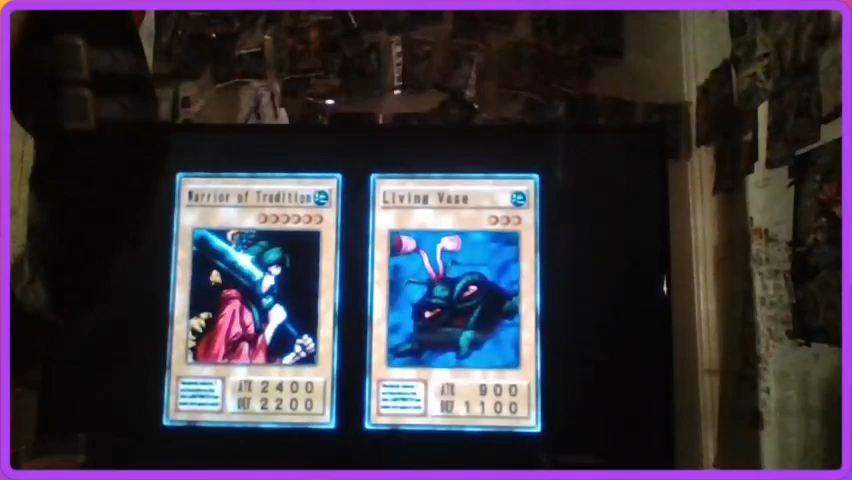 Warrior of Tradition
Living Vase
ATK 2400
DEF 2200
ATK 900
DEF 1100